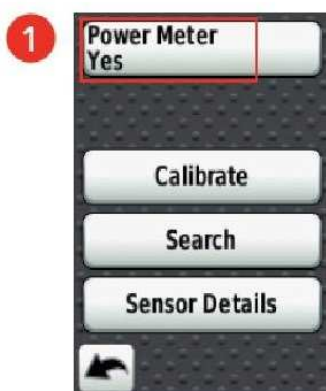 1
Power Meter
Yes
Calibrate
Search
Sensor Details